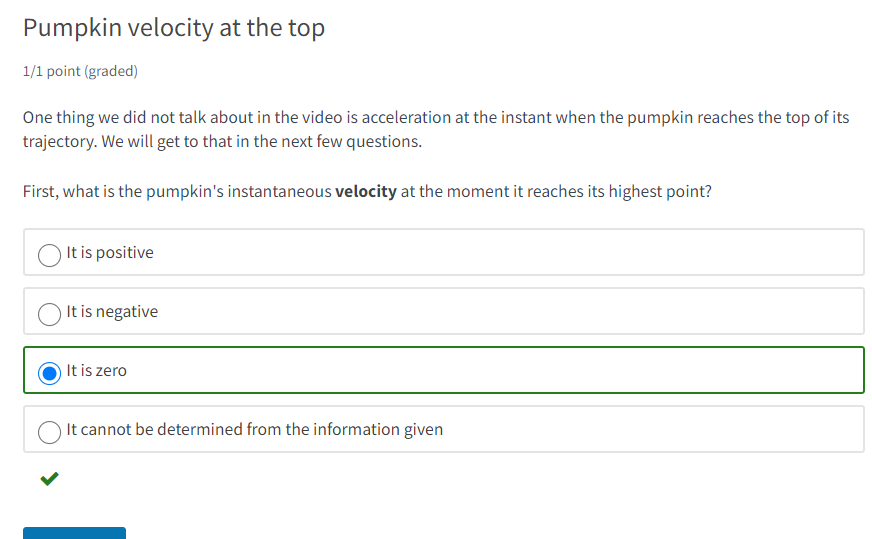 Pumpkin velocity at the top
1/1 point (graded)
One thing we did not talk about in the video is acceleration at the instant when the pumpkin reaches the top of its
trajectory. We will get to that in the next few questions.
First, what is the pumpkin's instantaneous velocity at the moment it reaches its highest point?
It is positive
It is negative
It is zero
It cannot be determined from the information given